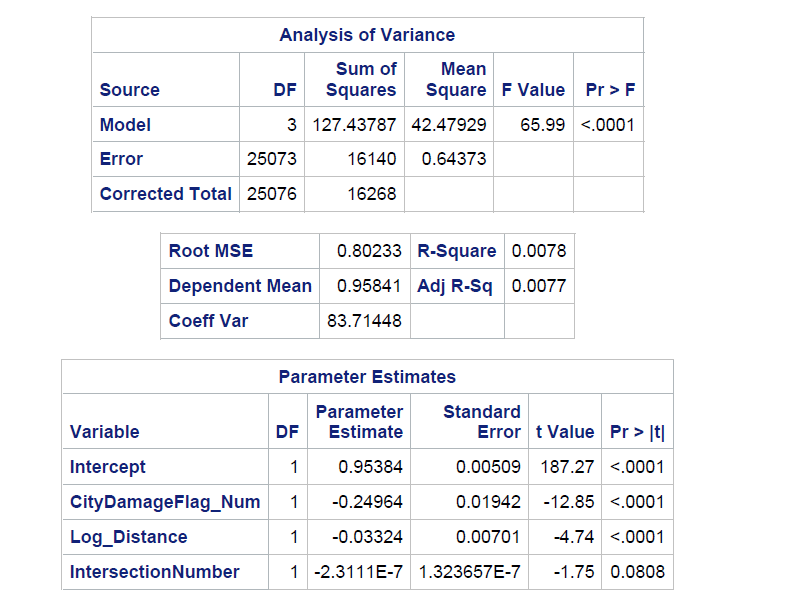 Analysis of Variance
Source DF Sum of Squares Mean Square F Value Pr > F
Model 3 127.43787 42.47929 65.99 <.0001
Error 25073 16140 0.64373
Corrected Total 25076 16268
Root MSE 0.80233 R-Square 0.0078
Dependent Mean 0.95841 Adj R-Sq 0.0077
Coeff Var 83.71448
Parameter Estimates
Variable DF Parameter Estimate Standard Error t Value Pr > |t|
Intercept 1 0.95384 0.00509 187.27 <.0001
CityDamageFlag_Num 1 -0.24964 0.01942 -12.85 <.0001
Log_Distance 1 -0.03324 0.00701 -4.74 <.0001
IntersectionNumber 1 -2.3111E-7 1.323657E-7 -1.75 0.0808